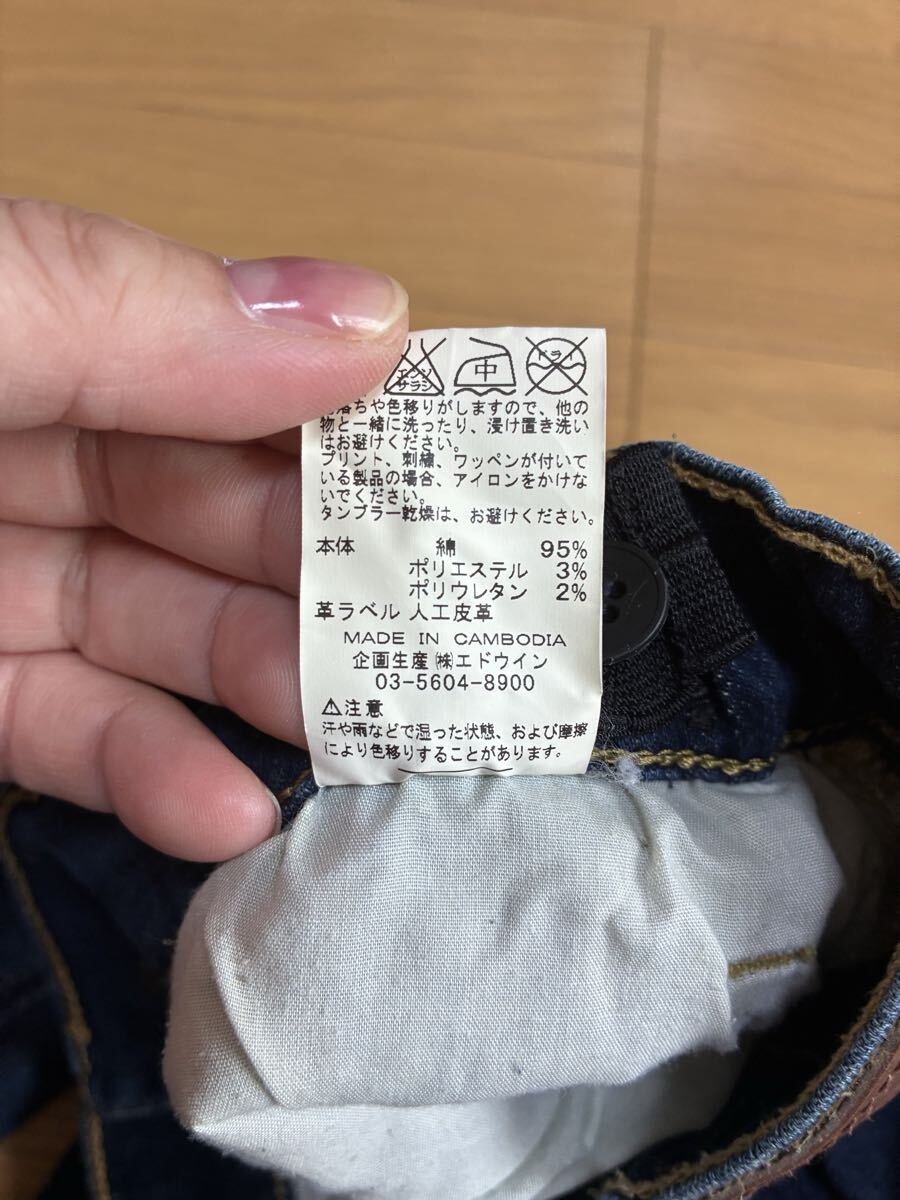 エンソ サラシ
中
ドライ
落ちや色移りがしますので、他の
物と一緒に洗ったり、浸け置き洗い
はお避けください。
プリント、刺繍、ワッペンが付いて
いる製品の場合、アイロンをかけな
いでください。
タンブラー乾燥は、お避けください。
本体 綿 95%
ポリエステル 3%
ポリウレタン 2%
革ラベル 人工皮革
MADE IN CAMBODIA
企画生産 ㈱エドウイン
03-5604-8900
⚠注意
汗や雨などで湿った状態、および摩擦
により色移りすることがあります。